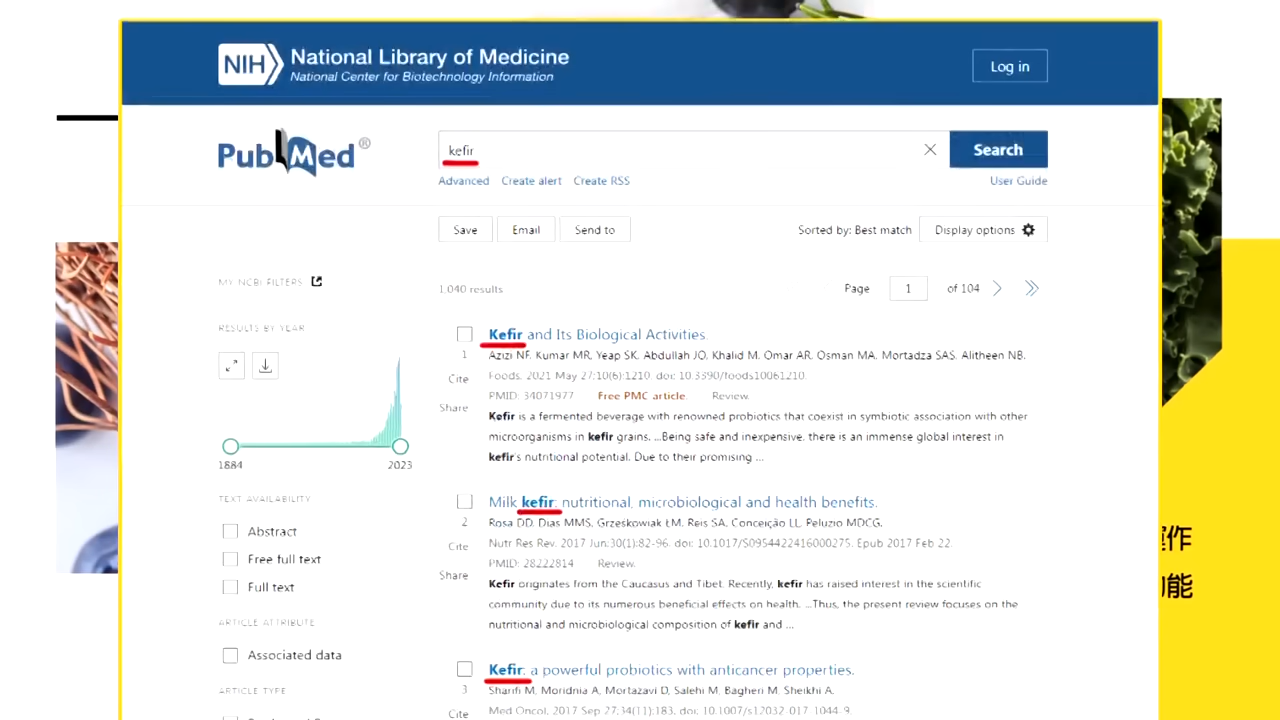 NIH National Library of Medicine
National Center for Biotechnology Information
Log in
PubMed®
kefir
Search
Advanced Create alert Create RSS
User Guide
Save Email Send to
Sorted by: Best match Display options
MY NCBI FILTERS
1,040 results
Page 1 of 104
RESULTS BY YEAR
1884 2023
TEXT AVAILABILITY
Abstract
Free full text
Full text
ARTICLE ATTRIBUTE
Associated data
ARTICLE TYPE
Kefir and Its Biological Activities.
1
Azizi NF, Kumar MR, Yeap SK, Abdullah JO, Khalid M, Omar AR, Osman MA, Mortadza SAS, Alitheen NB.
Cite
Foods. 2021 May 27;10(6):1210. doi: 10.3390/foods10061210.
Share
PMID: 34071977 Free PMC article. Review.
Kefir is a fermented beverage with renowned probiotics that coexist in symbiotic association with other
microorganisms in kefir grains. ...Being safe and inexpensive, there is an immense global interest in
kefir's nutritional potential. Due to their promising ...
Milk kefir: nutritional, microbiological and health benefits.
2
Rosa DD, Dias MMS, Grześkowiak ŁM, Reis SA, Conceição LL, Peluzio MDCG.
Cite
Nutr Res Rev. 2017 Jun;30(1):82-96. doi: 10.1017/S0954422416000275. Epub 2017 Feb 22.
Share
PMID: 28222814 Review.
Kefir originates from the Caucasus and Tibet. Recently, kefir has raised interest in the scientific
community due to its numerous beneficial effects on health. ...Thus, the present review focuses on the
nutritional and microbiological composition of kefir and ...
Kefir: a powerful probiotics with anticancer properties.
3
Sharifi M, Moridnia A, Mortazavi D, Salehi M, Bagheri M, Sheikhi A.
Cite
Med Oncol. 2017 Sep 27;34(11):183. doi: 10.1007/s12032-017-1044-9.
作
能